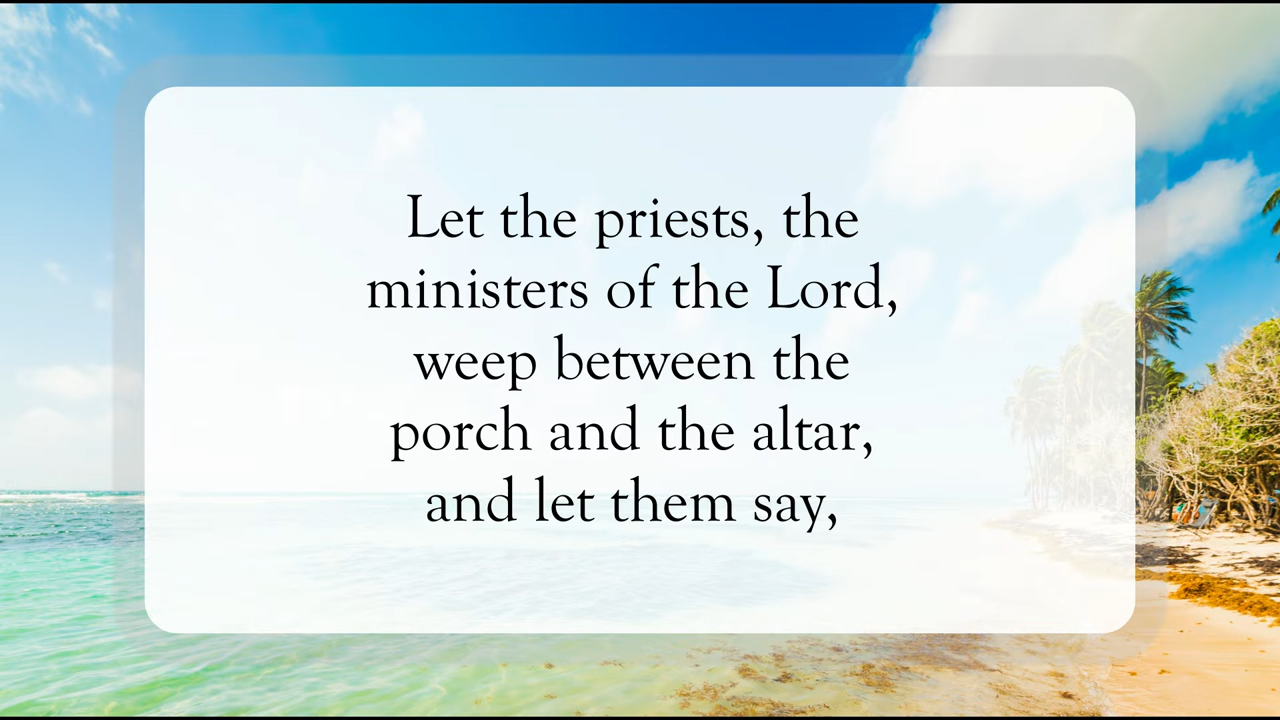 Let the priests, the
ministers of the Lord,
weep between the
porch and the altar,
and let them say,